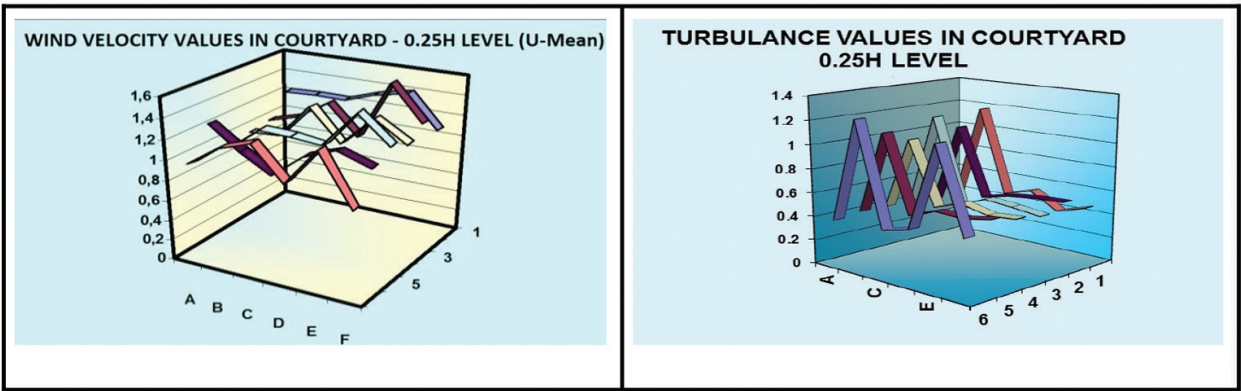 WIND VELOCITY VALUES IN COURTYARD - 0.25H LEVEL (U-Mean)
1,6
1,4
1,2
1
0,8
0,6
0,4
0,2
0
A
B
C
D
E
F
5
3
1
TURBULANCE VALUES IN COURTYARD
0.25H LEVEL
1.4
1.2
1
0.8
0.6
0.4
0.2
0
A
C
E
6
5
4
3
2
1